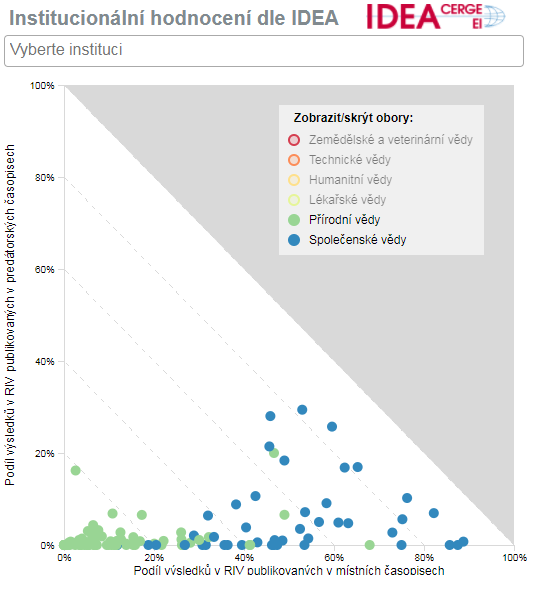 Institucionální hodnocení dle IDEA
IDEA CERGE EI
Vyberte instituci
Zobrazit/skrýt obory:
Zemědělské a veterinární vědy
Technické vědy
Humanitní vědy
Lékařské vědy
Přírodní vědy
Společenské vědy
Podíl výsledků v RIV publikovaných v predátorských časopisech
100%
80%
60%
40%
20%
0%
0%
20%
40%
60%
80%
100%
Podíl výsledků v RIV publikovaných v místních časopisech